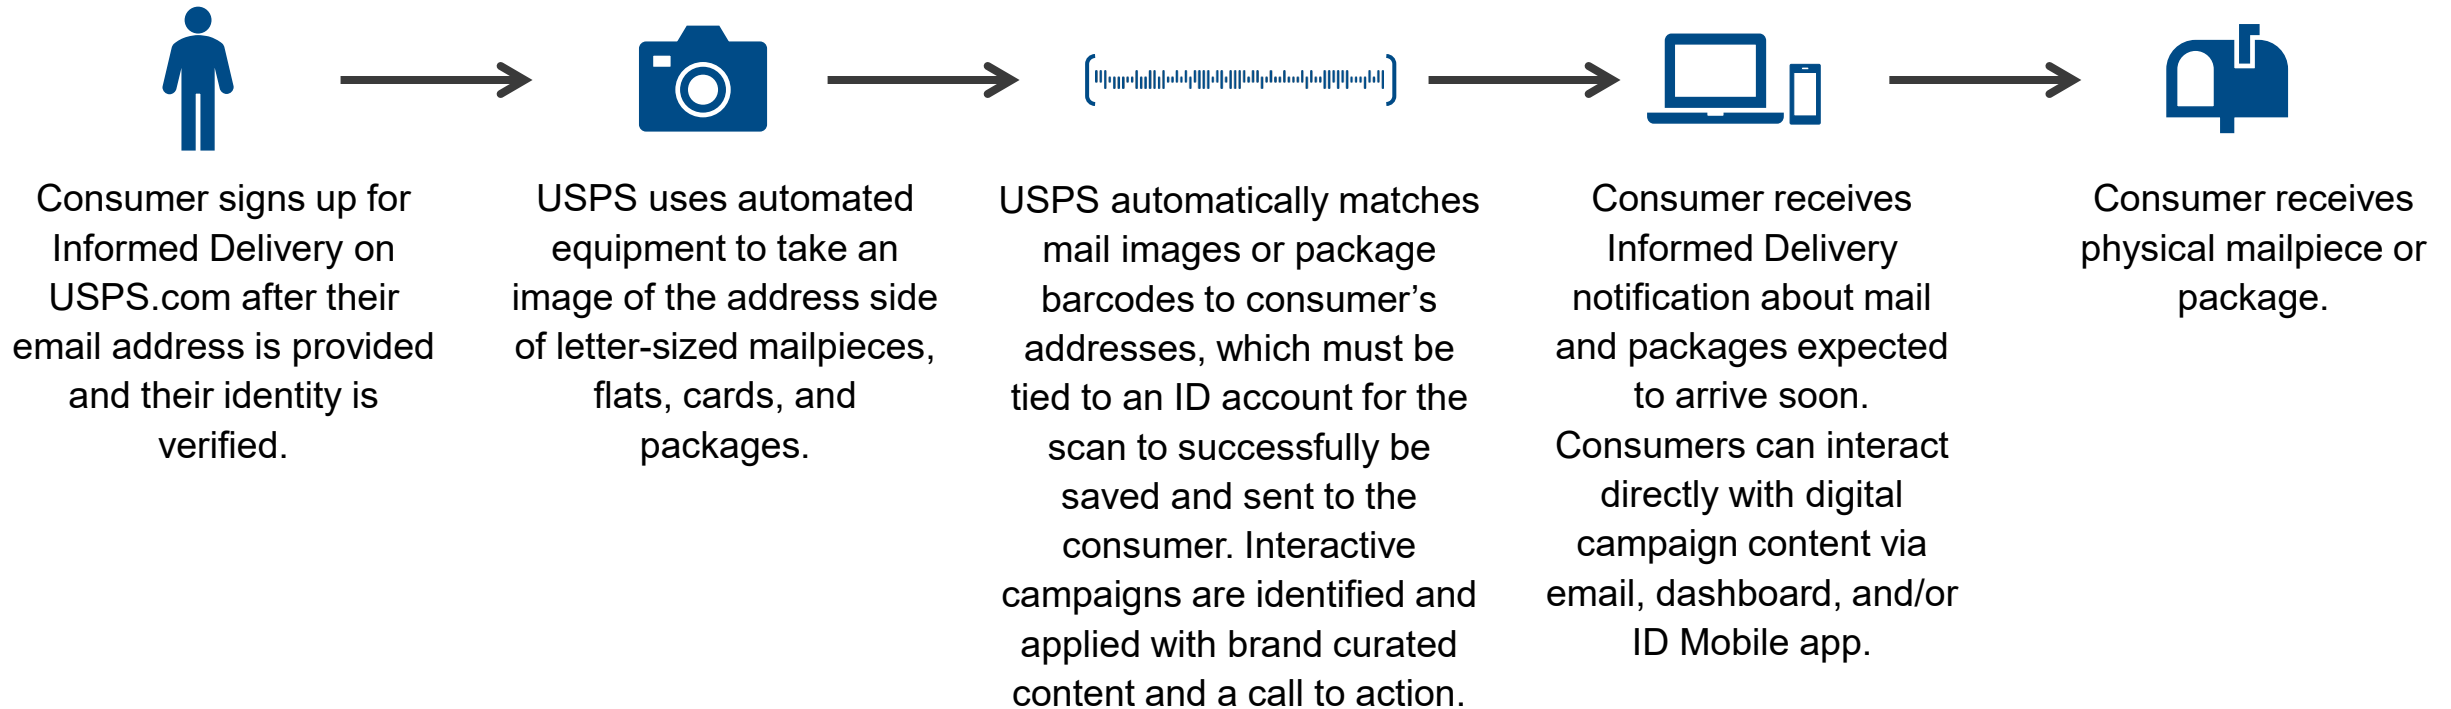 Consumer signs up for
Informed Delivery on
USPS.com after their
email address is provided
and their identity is
verified.
USPS uses automated
equipment to take an
image of the address side
of letter-sized mailpieces,
flats, cards, and
packages.
USPS automatically matches
mail images or package
barcodes to consumer’s
addresses, which must be
tied to an ID account for the
scan to successfully be
saved and sent to the
consumer. Interactive
campaigns are identified and
applied with brand curated
content and a call to action.
Consumer receives
Informed Delivery
notification about mail
and packages expected
to arrive soon.
Consumers can interact
directly with digital
campaign content via
email, dashboard, and/or
ID Mobile app.
Consumer receives
physical mailpiece or
package.